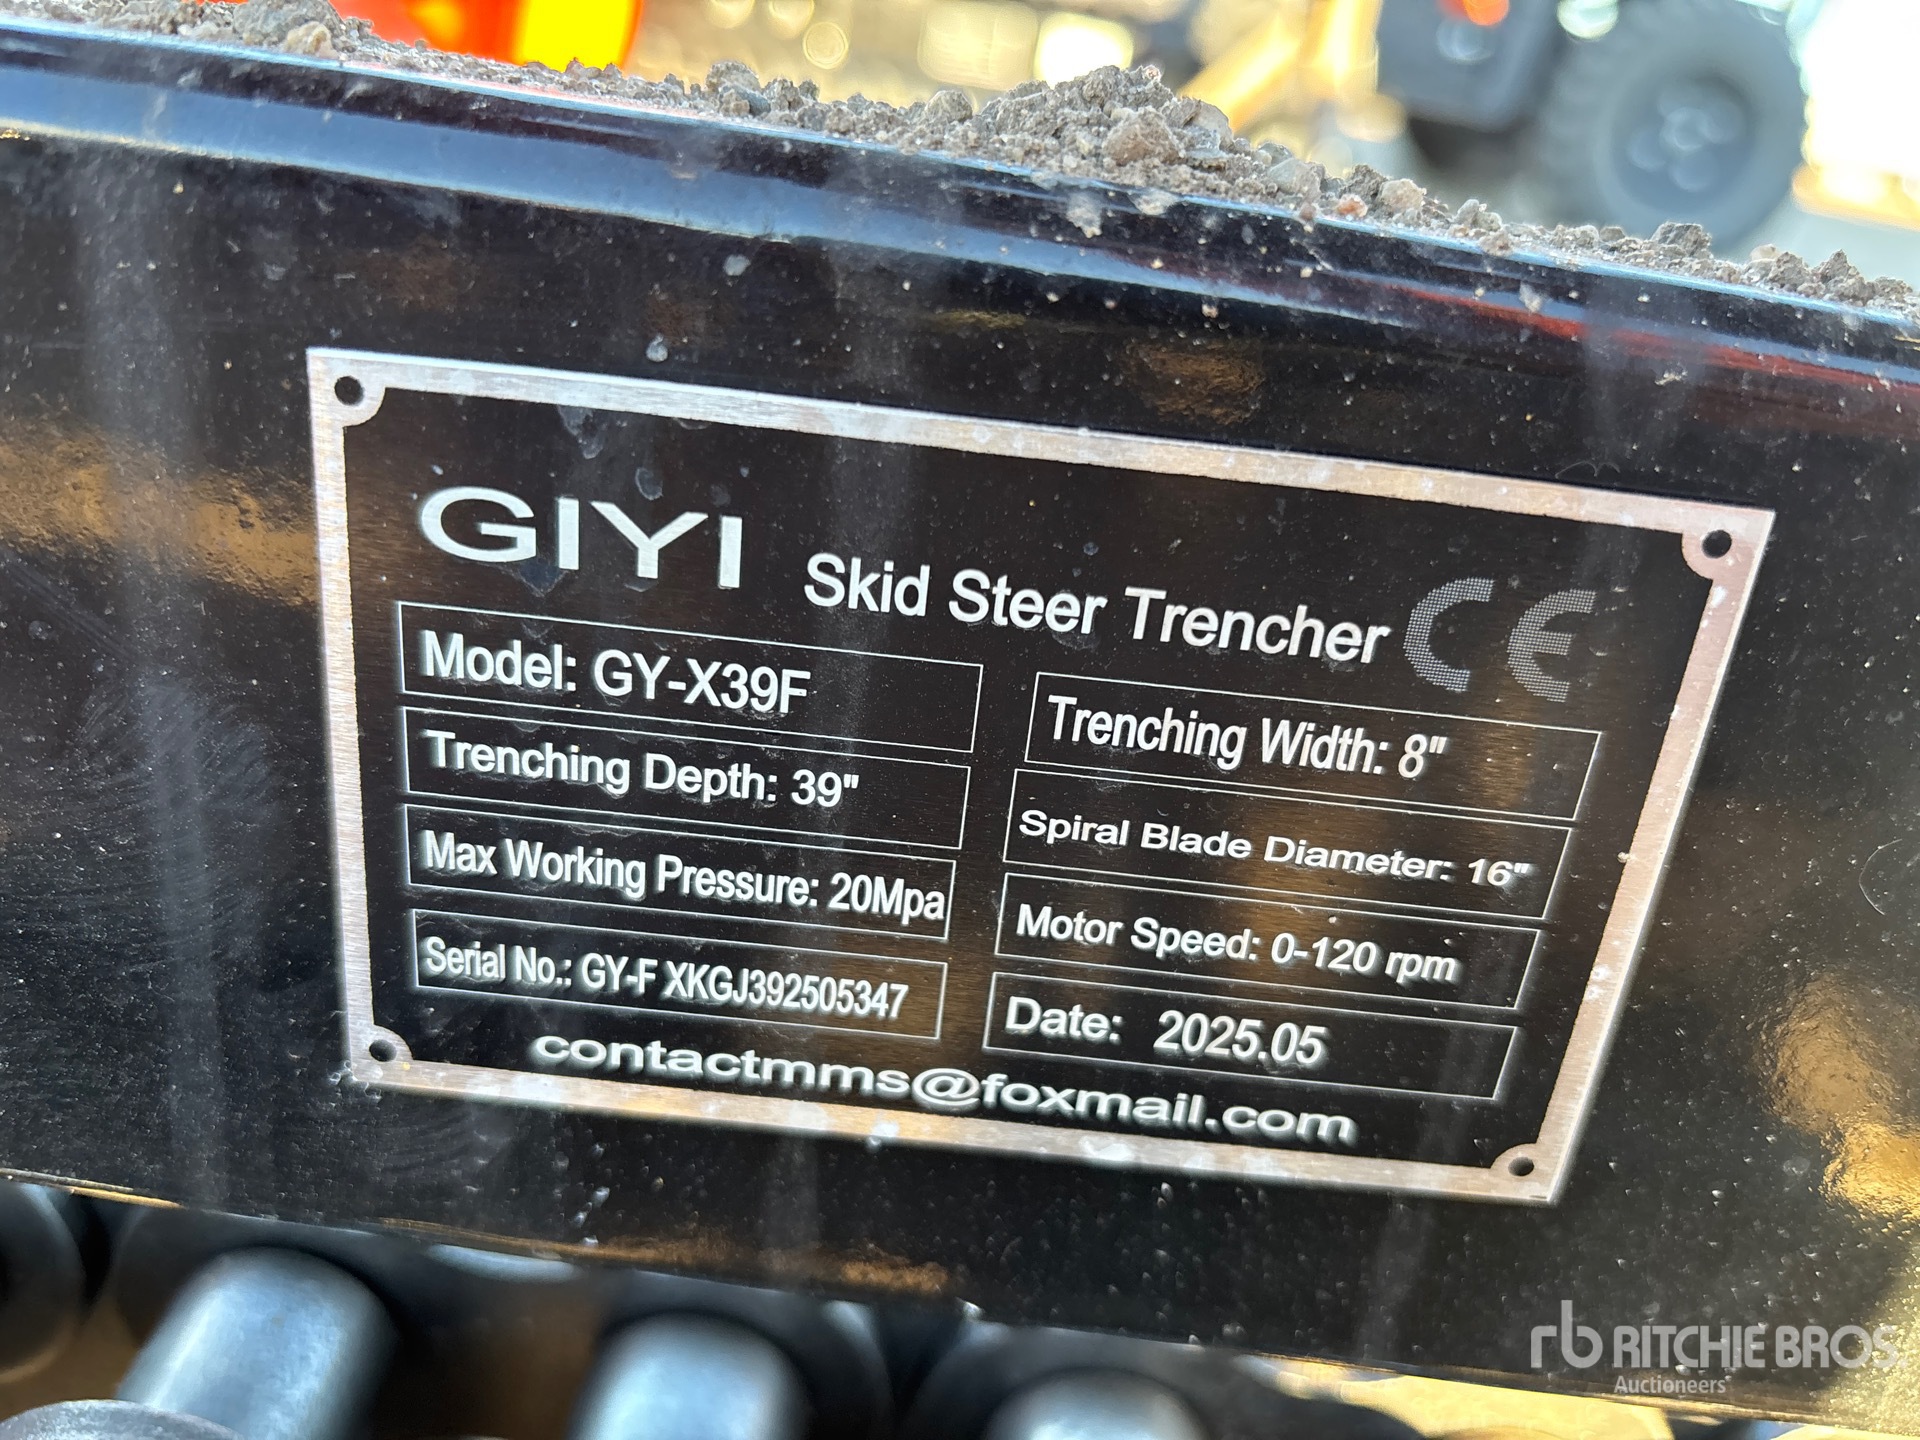 GIYI Skid Steer Trencher CE
Model: GY-X39F
Trenching Width: 8"
Trenching Depth: 39"
Spiral Blade Diameter: 16"
Max Working Pressure: 20Mpa
Motor Speed: 0-120 rpm
Serial No.: GY-F XKGJ392505347
Date: 2025.05
contactmms@foxmail.com
rb RITCHIE BROS.
Auctioneers